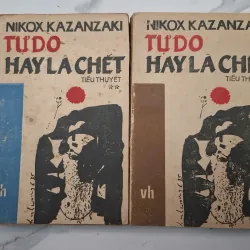 NIKOX.KAZANZAKI
TỰ DO
HAY LÀ CHẾT
TIỂU THUYẾT
**
vh
NIKOX.KAZANZAKI
TỰ DO
HAY LÀ CHẾ
TIỂU THU
vh